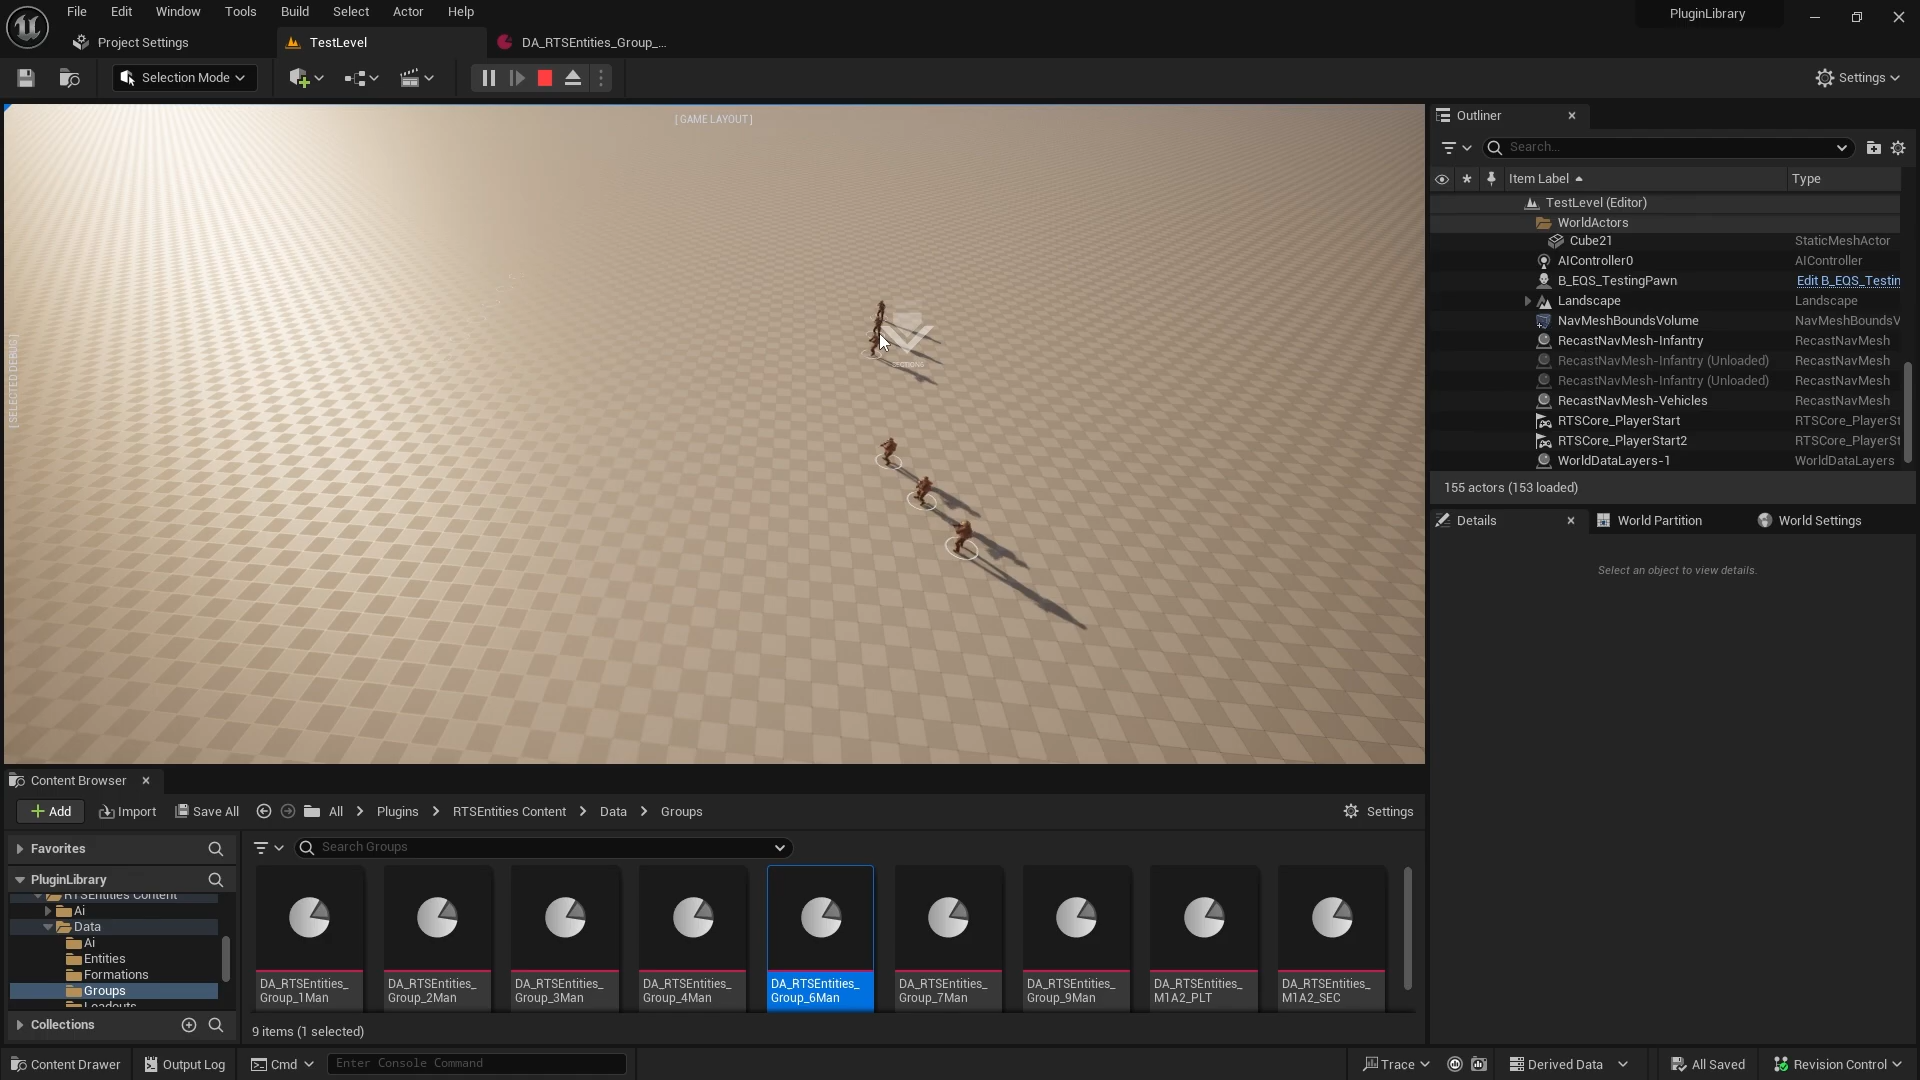 File Edit Window Tools Build Select Actor Help
PluginLibrary
Project Settings
TestLevel
DA_RTSEntities_Group_...
Selection Mode
Settings
[ GAME LAYOUT ]
[ SELECTED DEBUG ]
SECTIONS
Outliner
Search...
Item Label Type
TestLevel (Editor)
WorldActors
Cube21 StaticMeshActor
AIController0 AIController
B_EQS_TestingPawn Edit B_EQS_Testin
Landscape Landscape
NavMeshBoundsVolume NavMeshBoundsV
RecastNavMesh-Infantry RecastNavMesh
RecastNavMesh-Infantry (Unloaded) RecastNavMesh
RecastNavMesh-Infantry (Unloaded) RecastNavMesh
RecastNavMesh-Vehicles RecastNavMesh
RTSCore_PlayerStart RTSCore_PlayerSt
RTSCore_PlayerStart2 RTSCore_PlayerSt
WorldDataLayers-1 WorldDataLayers
155 actors (153 loaded)
Details World Partition World Settings
Select an object to view details.
Content Browser
Add Import Save All All Plugins RTSEntities Content Data Groups Settings
Favorites
Search Groups
PluginLibrary
RTSEntities Content
Ai
Data
Ai
Entities
Formations
Groups
Loadouts
Collections
DA_RTSEntities_
Group_1Man
DA_RTSEntities_
Group_2Man
DA_RTSEntities_
Group_3Man
DA_RTSEntities_
Group_4Man
DA_RTSEntities_
Group_6Man
DA_RTSEntities_
Group_7Man
DA_RTSEntities_
Group_9Man
DA_RTSEntities_
M1A2_PLT
DA_RTSEntities_
M1A2_SEC
9 items (1 selected)
Content Drawer Output Log Cmd Enter Console Command Trace Derived Data All Saved Revision Control